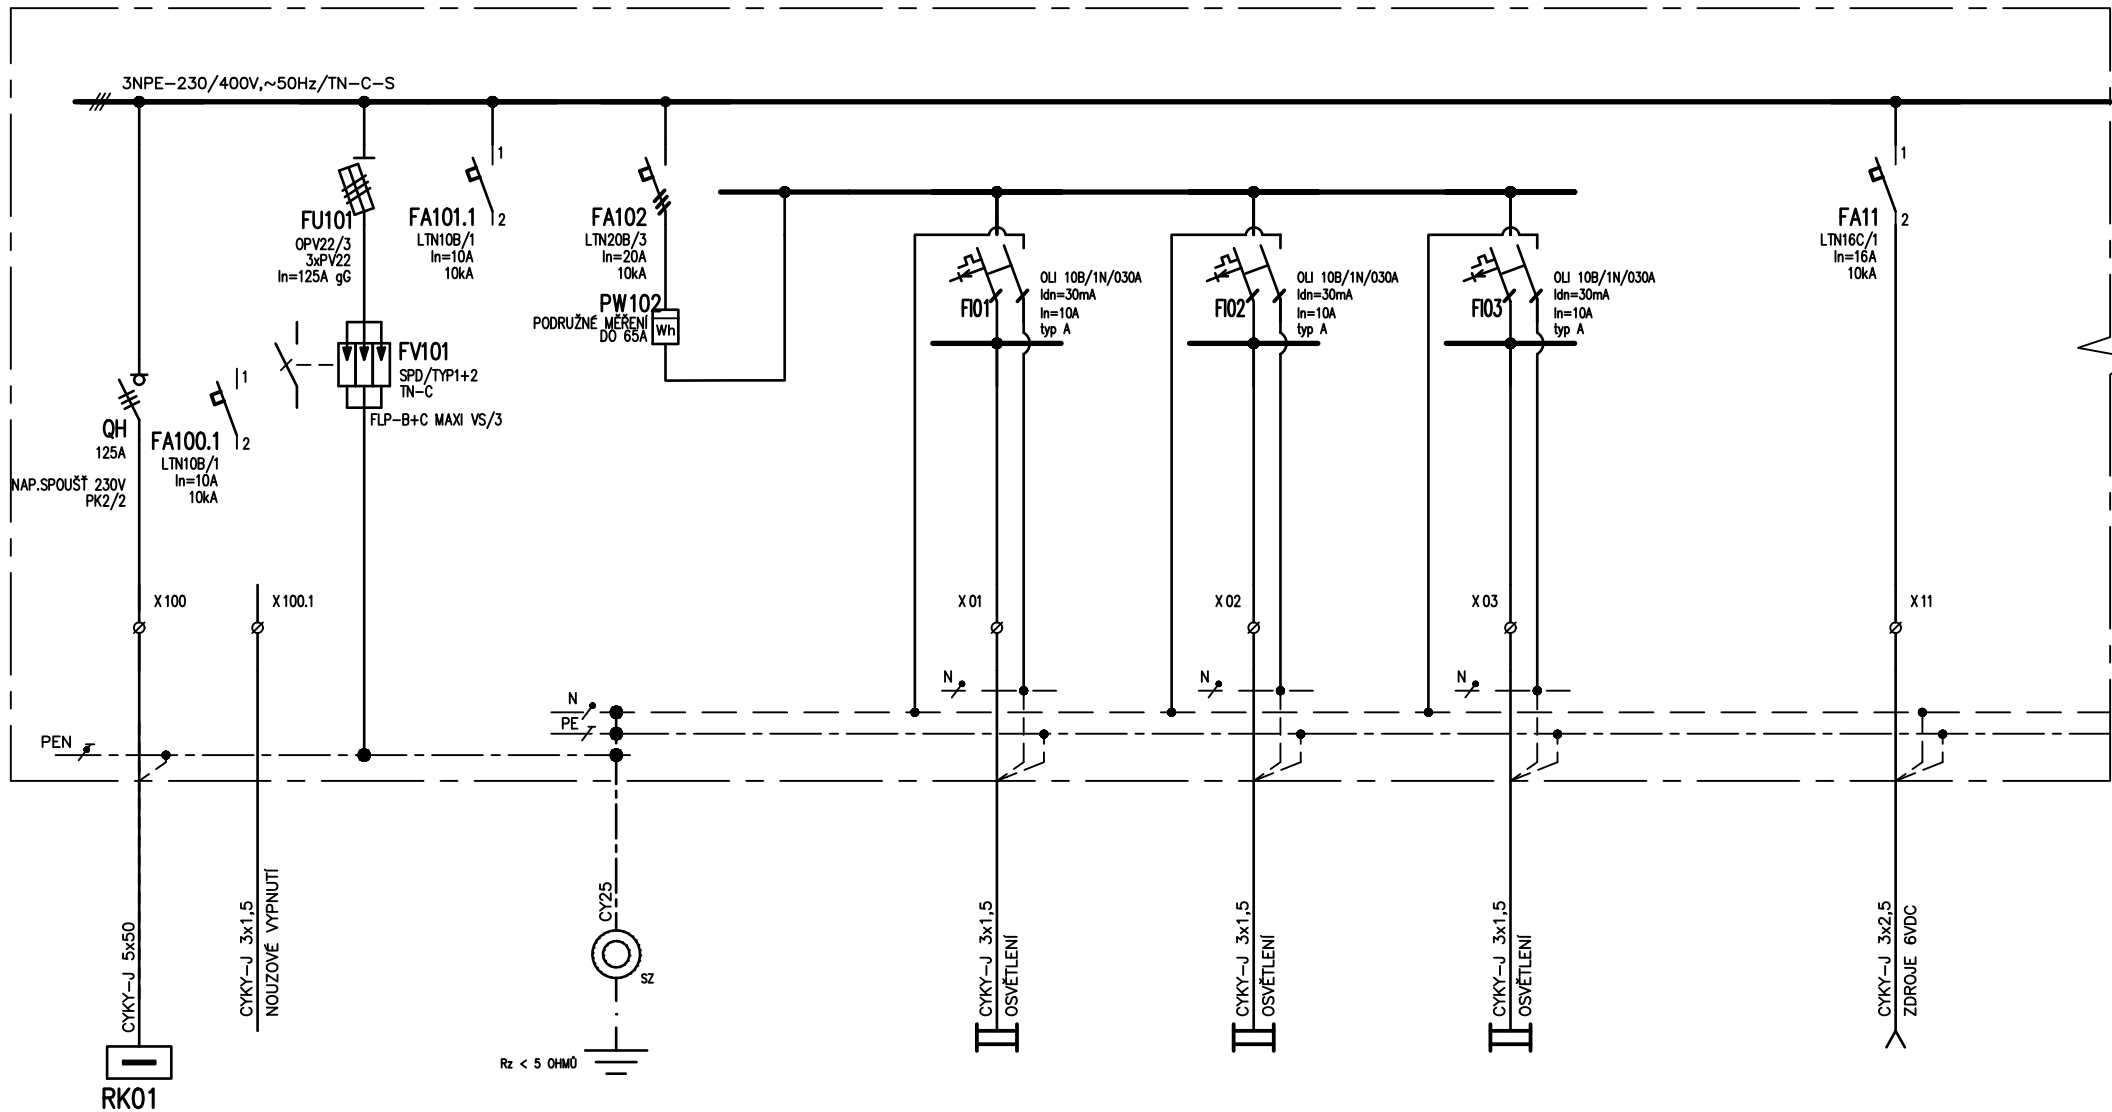 3NPE-230/400V,~50Hz/TN-C-S
FU101
OPV22/3
3xPV22
In=125A gG
1
FA101.1
2
LTN10B/1
In=10A
10kA
FA102
LTN20B/3
In=20A
10kA
PW102
PODRUŽNÉ MĚŘENÍ
DO 65A
Wh
FV101
SPD/TYP1+2
TN-C
FLP-B+C MAXI VS/3
QH
125A
NAP.SPOUŠŤ 230V
PK2/2
1
FA100.1
2
LTN10B/1
In=10A
10kA
FI01
OLI 10B/1N/030A
Idn=30mA
In=10A
typ A
FI02
OLI 10B/1N/030A
Idn=30mA
In=10A
typ A
FI03
OLI 10B/1N/030A
Idn=30mA
In=10A
typ A
1
FA11
2
LTN16C/1
In=16A
10kA
X100
X100.1
X01
X02
X03
X11
N
N
N
N
PE
PEN
CYKY-J 5x50
CYKY-J 3x1,5
NOUZOVÉ VYPNUTÍ
CY25
SZ
Rz < 5 OHMŮ
CYKY-J 3x1,5
OSVĚTLENÍ
CYKY-J 3x1,5
OSVĚTLENÍ
CYKY-J 3x1,5
OSVĚTLENÍ
CYKY-J 3x2,5
ZDROJE 6VDC
RK01